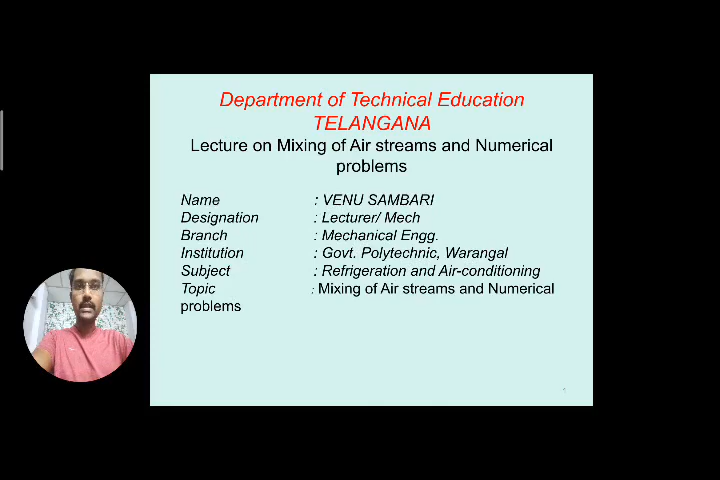 Department of Technical Education
TELANGANA
Lecture on Mixing of Air streams and Numerical
problems
Name : VENU SAMBARI
Designation : Lecturer/ Mech
Branch : Mechanical Engg.
Institution : Govt. Polytechnic, Warangal
Subject : Refrigeration and Air-conditioning
Topic : Mixing of Air streams and Numerical
problems